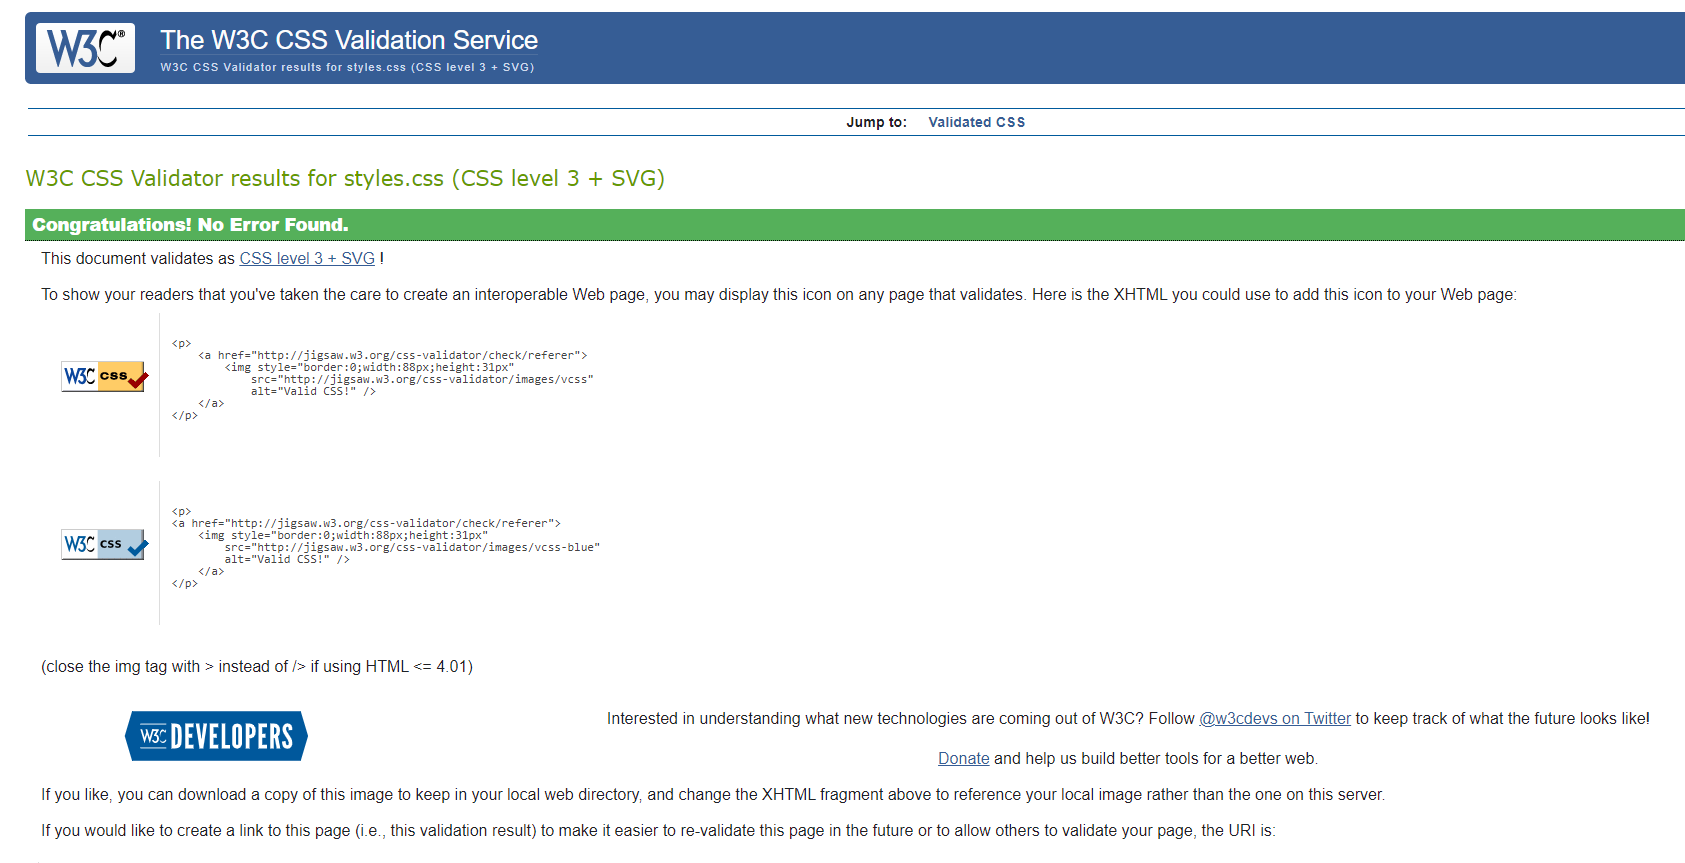 W3C®
The W3C CSS Validation Service
W3C CSS Validator results for styles.css (CSS level 3 + SVG)
Jump to: Validated CSS
W3C CSS Validator results for styles.css (CSS level 3 + SVG)
Congratulations! No Error Found.
This document validates as CSS level 3 + SVG !
To show your readers that you've taken the care to create an interoperable Web page, you may display this icon on any page that validates. Here is the XHTML you could use to add this icon to your Web page:
W3C css
<p>
    <a href="http://jigsaw.w3.org/css-validator/check/referer">
        <img style="border:0;width:88px;height:31px"
            src="http://jigsaw.w3.org/css-validator/images/vcss"
            alt="Valid CSS!" />
    </a>
</p>
W3C css
<p>
<a href="http://jigsaw.w3.org/css-validator/check/referer">
    <img style="border:0;width:88px;height:31px"
        src="http://jigsaw.w3.org/css-validator/images/vcss-blue"
        alt="Valid CSS!" />
    </a>
</p>
(close the img tag with > instead of /> if using HTML <= 4.01)
W3C DEVELOPERS
Interested in understanding what new technologies are coming out of W3C? Follow @w3cdevs on Twitter to keep track of what the future looks like!
Donate and help us build better tools for a better web.
If you like, you can download a copy of this image to keep in your local web directory, and change the XHTML fragment above to reference your local image rather than the one on this server.
If you would like to create a link to this page (i.e., this validation result) to make it easier to re-validate this page in the future or to allow others to validate your page, the URI is: